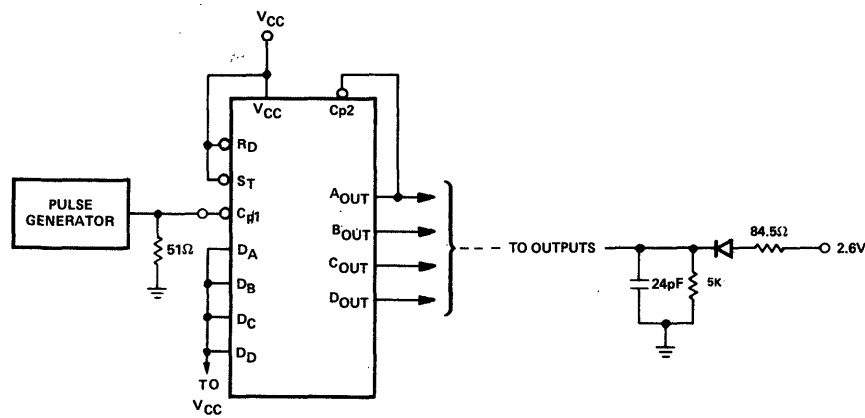 VCC
VCC
Cp2
RD
ST
Cp1
DA
DB
DC
DD
TO
VCC
PULSE
GENERATOR
51Ω
AOUT
BOUT
COUT
DOUT
TO OUTPUTS
24pF
5K
84.5Ω
2.6V